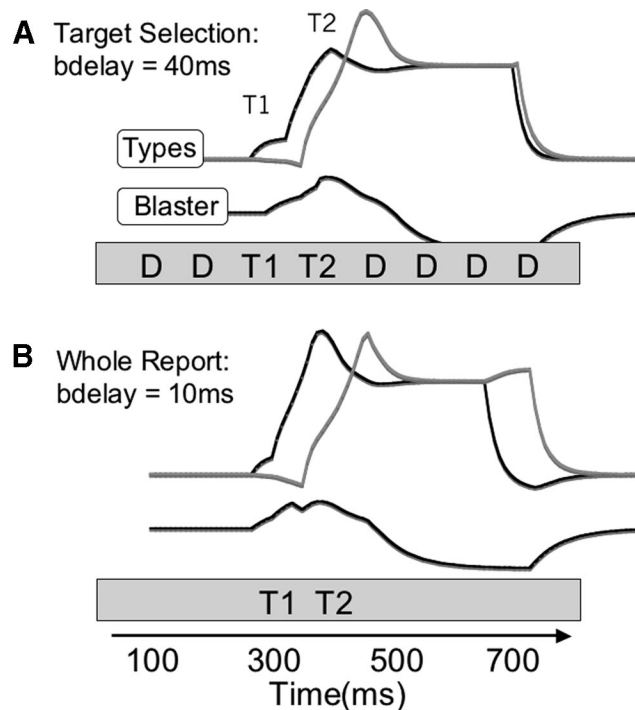 A Target Selection:
bdelay = 40ms
T2
T1
Types
Blaster
D D T1 T2 D D D D
B Whole Report:
bdelay = 10ms
T1 T2
100 300 500 700
Time(ms)